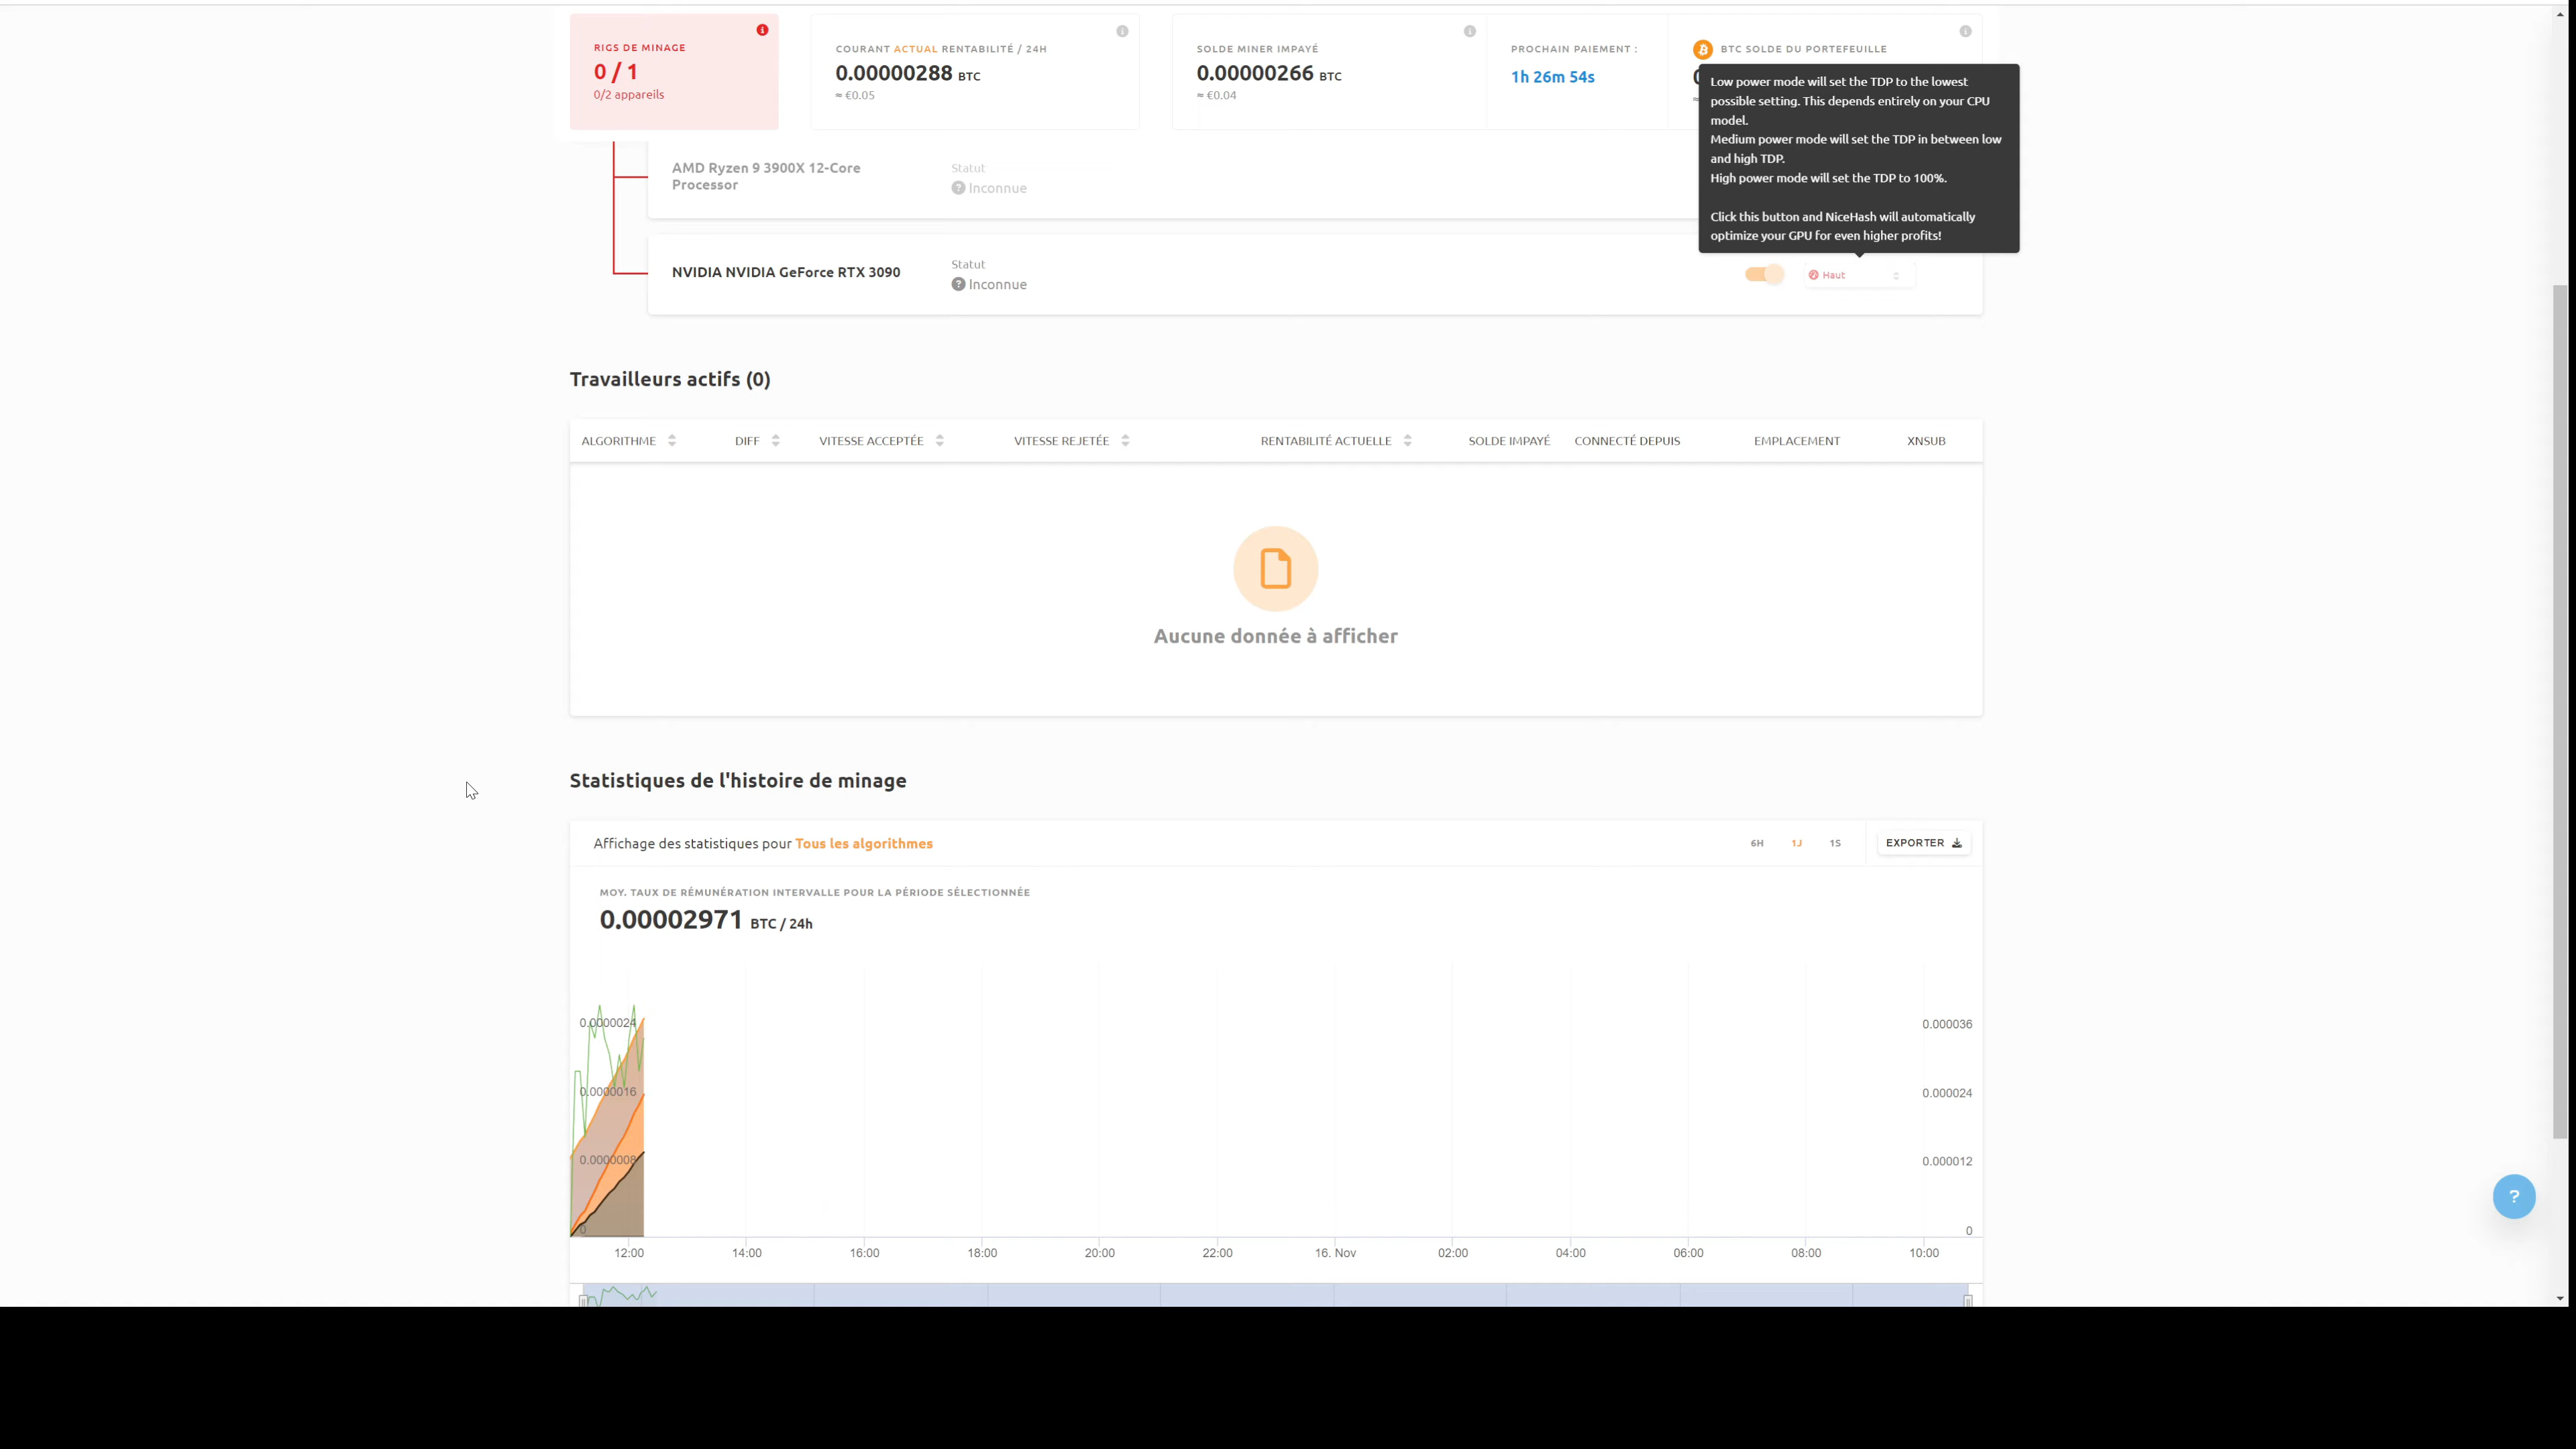 RIGS DE MINAGE
0 / 1
0/2 appareils
COURANT ACTUAL RENTABILITÉ / 24H
0.00000288 BTC
≈ €0.05
SOLDE MINER IMPAYÉ
0.00000266 BTC
≈ €0.04
PROCHAIN PAIEMENT :
1h 26m 54s
BTC SOLDE DU PORTEFEUILLE
Low power mode will set the TDP to the lowest
possible setting. This depends entirely on your CPU
model.
Medium power mode will set the TDP in between low
and high TDP.
High power mode will set the TDP to 100%.
Click this button and NiceHash will automatically
optimize your GPU for even higher profits!
AMD Ryzen 9 3900X 12-Core
Processor
Statut
Inconnue
NVIDIA NVIDIA GeForce RTX 3090
Statut
Inconnue
Haut
Travailleurs actifs (0)
ALGORITHME DIFF VITESSE ACCEPTÉE VITESSE REJETÉE RENTABILITÉ ACTUELLE SOLDE IMPAYÉ CONNECTÉ DEPUIS EMPLACEMENT XNSUB
Aucune donnée à afficher
Statistiques de l'histoire de minage
Affichage des statistiques pour Tous les algorithmes
6H 1J 1S EXPORTER
MOY. TAUX DE RÉMUNÉRATION INTERVALLE POUR LA PÉRIODE SÉLECTIONNÉE
0.00002971 BTC / 24h
0.0000024 0.000036
0.0000016 0.000024
0.0000008 0.000012
0 0
12:00 14:00 16:00 18:00 20:00 22:00 16. Nov 02:00 04:00 06:00 08:00 10:00
?